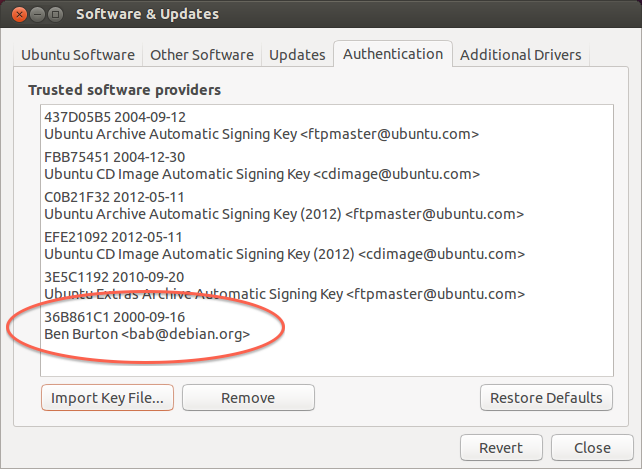 Software & Updates
Ubuntu Software
Other Software
Updates
Authentication
Additional Drivers
Trusted software providers
437D05B5 2004-09-12
Ubuntu Archive Automatic Signing Key <ftpmaster@ubuntu.com>
FBB75451 2004-12-30
Ubuntu CD Image Automatic Signing Key <cdimage@ubuntu.com>
C0B21F32 2012-05-11
Ubuntu Archive Automatic Signing Key (2012) <ftpmaster@ubuntu.com>
EFE21092 2012-05-11
Ubuntu CD Image Automatic Signing Key (2012) <cdimage@ubuntu.com>
3E5C1192 2010-09-20
Ubuntu Extras Archive Automatic Signing Key <ftpmaster@ubuntu.com>
36B861C1 2000-09-16
Ben Burton <bab@debian.org>
Import Key File...
Remove
Restore Defaults
Revert
Close